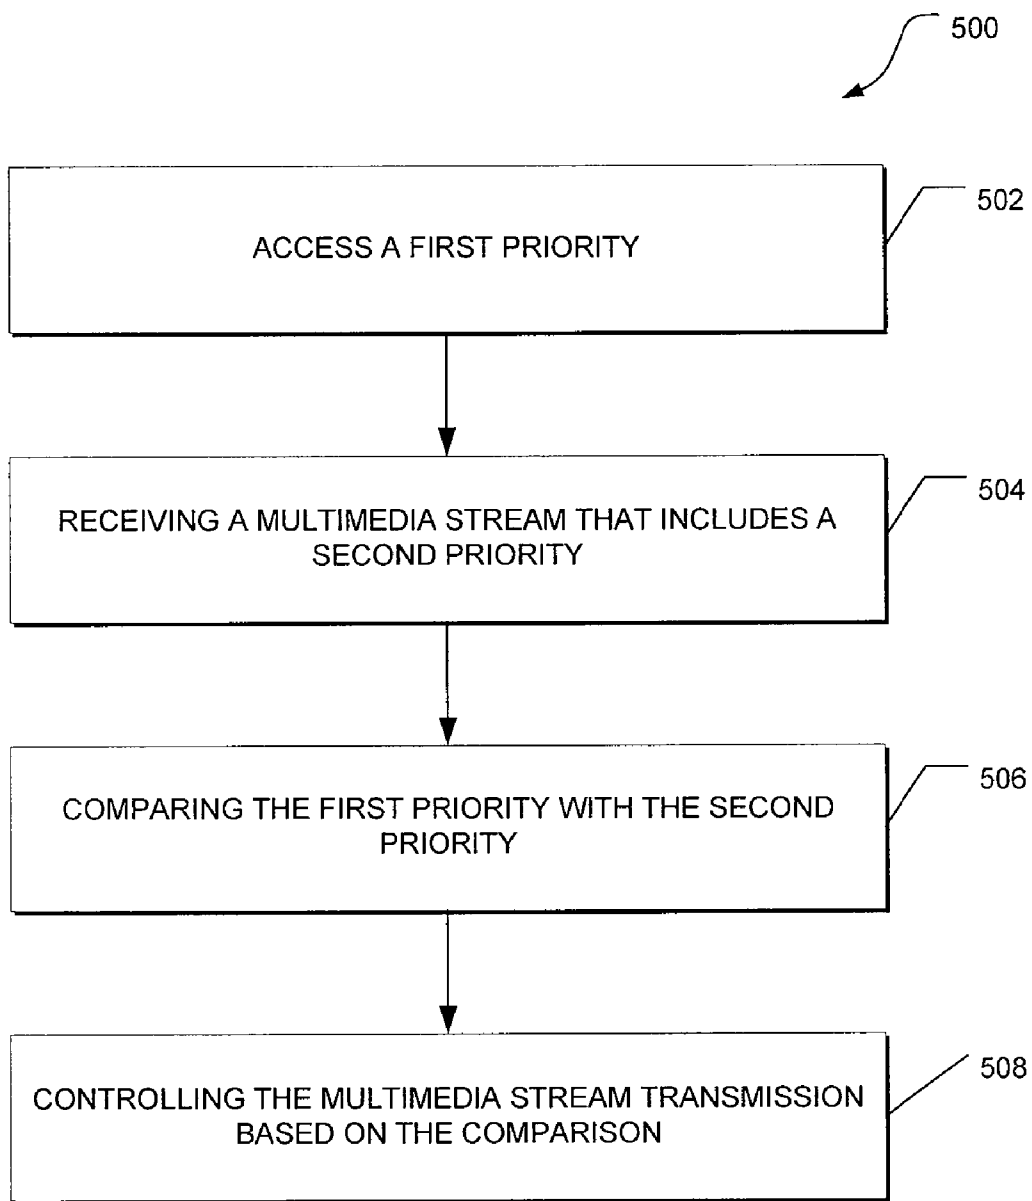 500
ACCESS A FIRST PRIORITY
502
RECEIVING A MULTIMEDIA STREAM THAT INCLUDES A
SECOND PRIORITY
504
COMPARING THE FIRST PRIORITY WITH THE SECOND
PRIORITY
506
CONTROLLING THE MULTIMEDIA STREAM TRANSMISSION
BASED ON THE COMPARISON
508